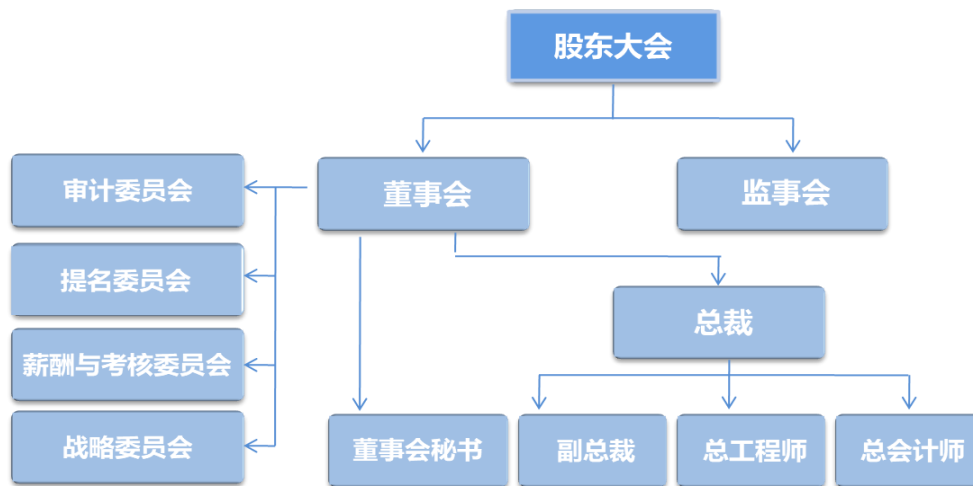 股东大会
审计委员会
董事会
监事会
提名委员会
总裁
薪酬与考核委员会
战略委员会
董事会秘书
副总裁
总工程师
总会计师